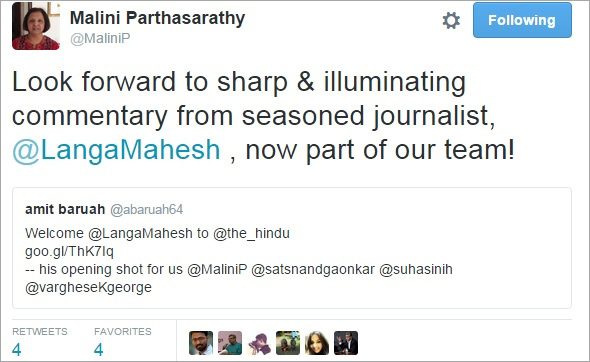 Malini Parthasarathy
@MaliniP
Following
Look forward to sharp & illuminating
commentary from seasoned journalist,
@LangaMahesh , now part of our team!
amit baruah @abaruah64
Welcome @LangaMahesh to @the_hindu
goo.gl/ThK7Iq
-- his opening shot for us @MaliniP @satsnandgaonkar @suhasinih
@vargheseKgeorge
RETWEETS
4
FAVORITES
4